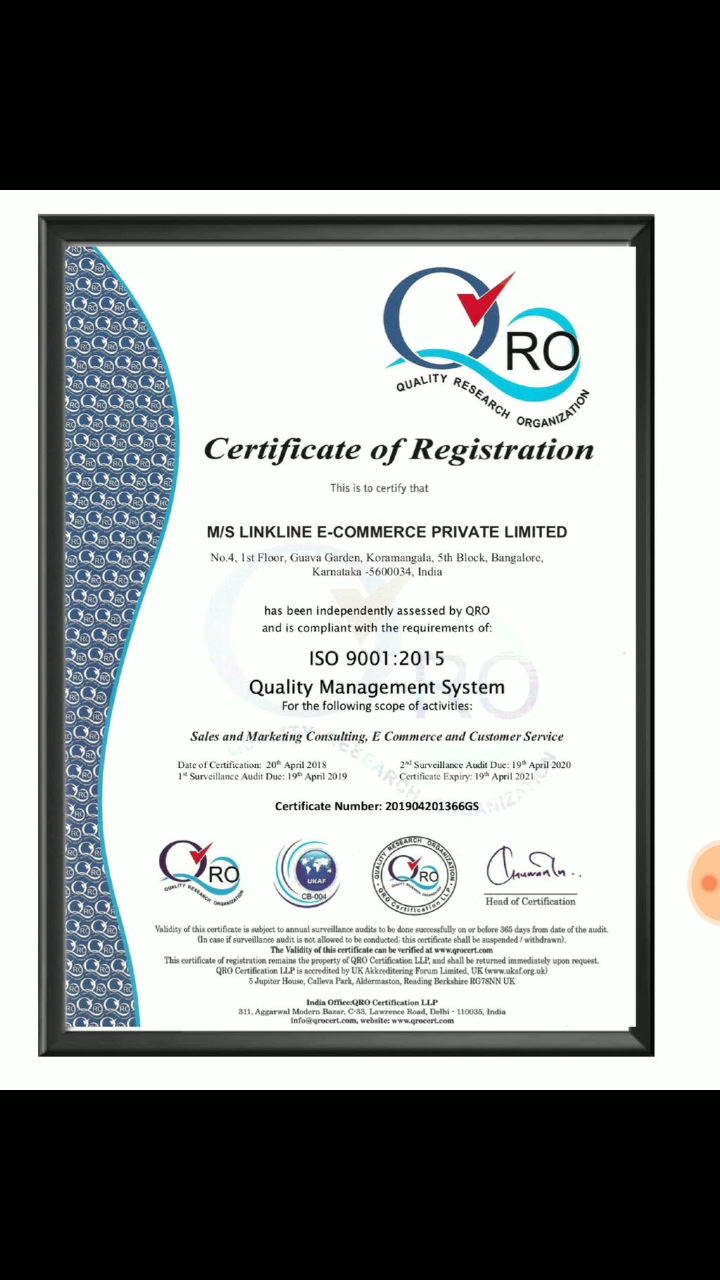 QRO
QUALITY RESEARCH ORGANIZATION
Certificate of Registration
This is to certify that
M/S LINKLINE E-COMMERCE PRIVATE LIMITED
No.4, 1st Floor, Guava Garden, Koramangala, 5th Block, Bangalore,
Karnataka -5600034, India
has been independently assessed by QRO
and is compliant with the requirements of:
ISO 9001:2015
Quality Management System
For the following scope of activities:
Sales and Marketing Consulting, E Commerce and Customer Service
Date of Certification: 20th April 2018 2nd Surveillance Audit Due: 19th April 2020
1st Surveillance Audit Due: 19th April 2019 Certificate Expiry: 19th April 2021
Certificate Number: 201904201366GS
QRO
QUALITY RESEARCH ORGANIZATION
UKAF
CB-004
QUALITY RESEARCH ORGANIZATION
QRO
QRO Certification LLP
Head of Certification
Validity of this certificate is subject to annual surveillance audits to be done successfully on or before 365 days from date of the audit.
(In case if surveillance audit is not allowed to be conducted; this certificate shall be suspended / withdrawn).
The Validity of this certificate can be verified at www.qrocert.com
This certificate of registration remains the property of QRO Certification LLP, and shall be returned immediately upon request.
QRO Certification LLP is accredited by UK Akkreditering Forum Limited, UK (www.ukaf.org.uk)
5 Jupiter House, Calleva Park, Aldermaston, Reading Berkshire RG78NN UK
India Office:QRO Certification LLP
311, Aggarwal Modern Bazar, C-33, Lawrence Road, Delhi - 110035, India
info@qrocert.com, website: www.qrocert.com